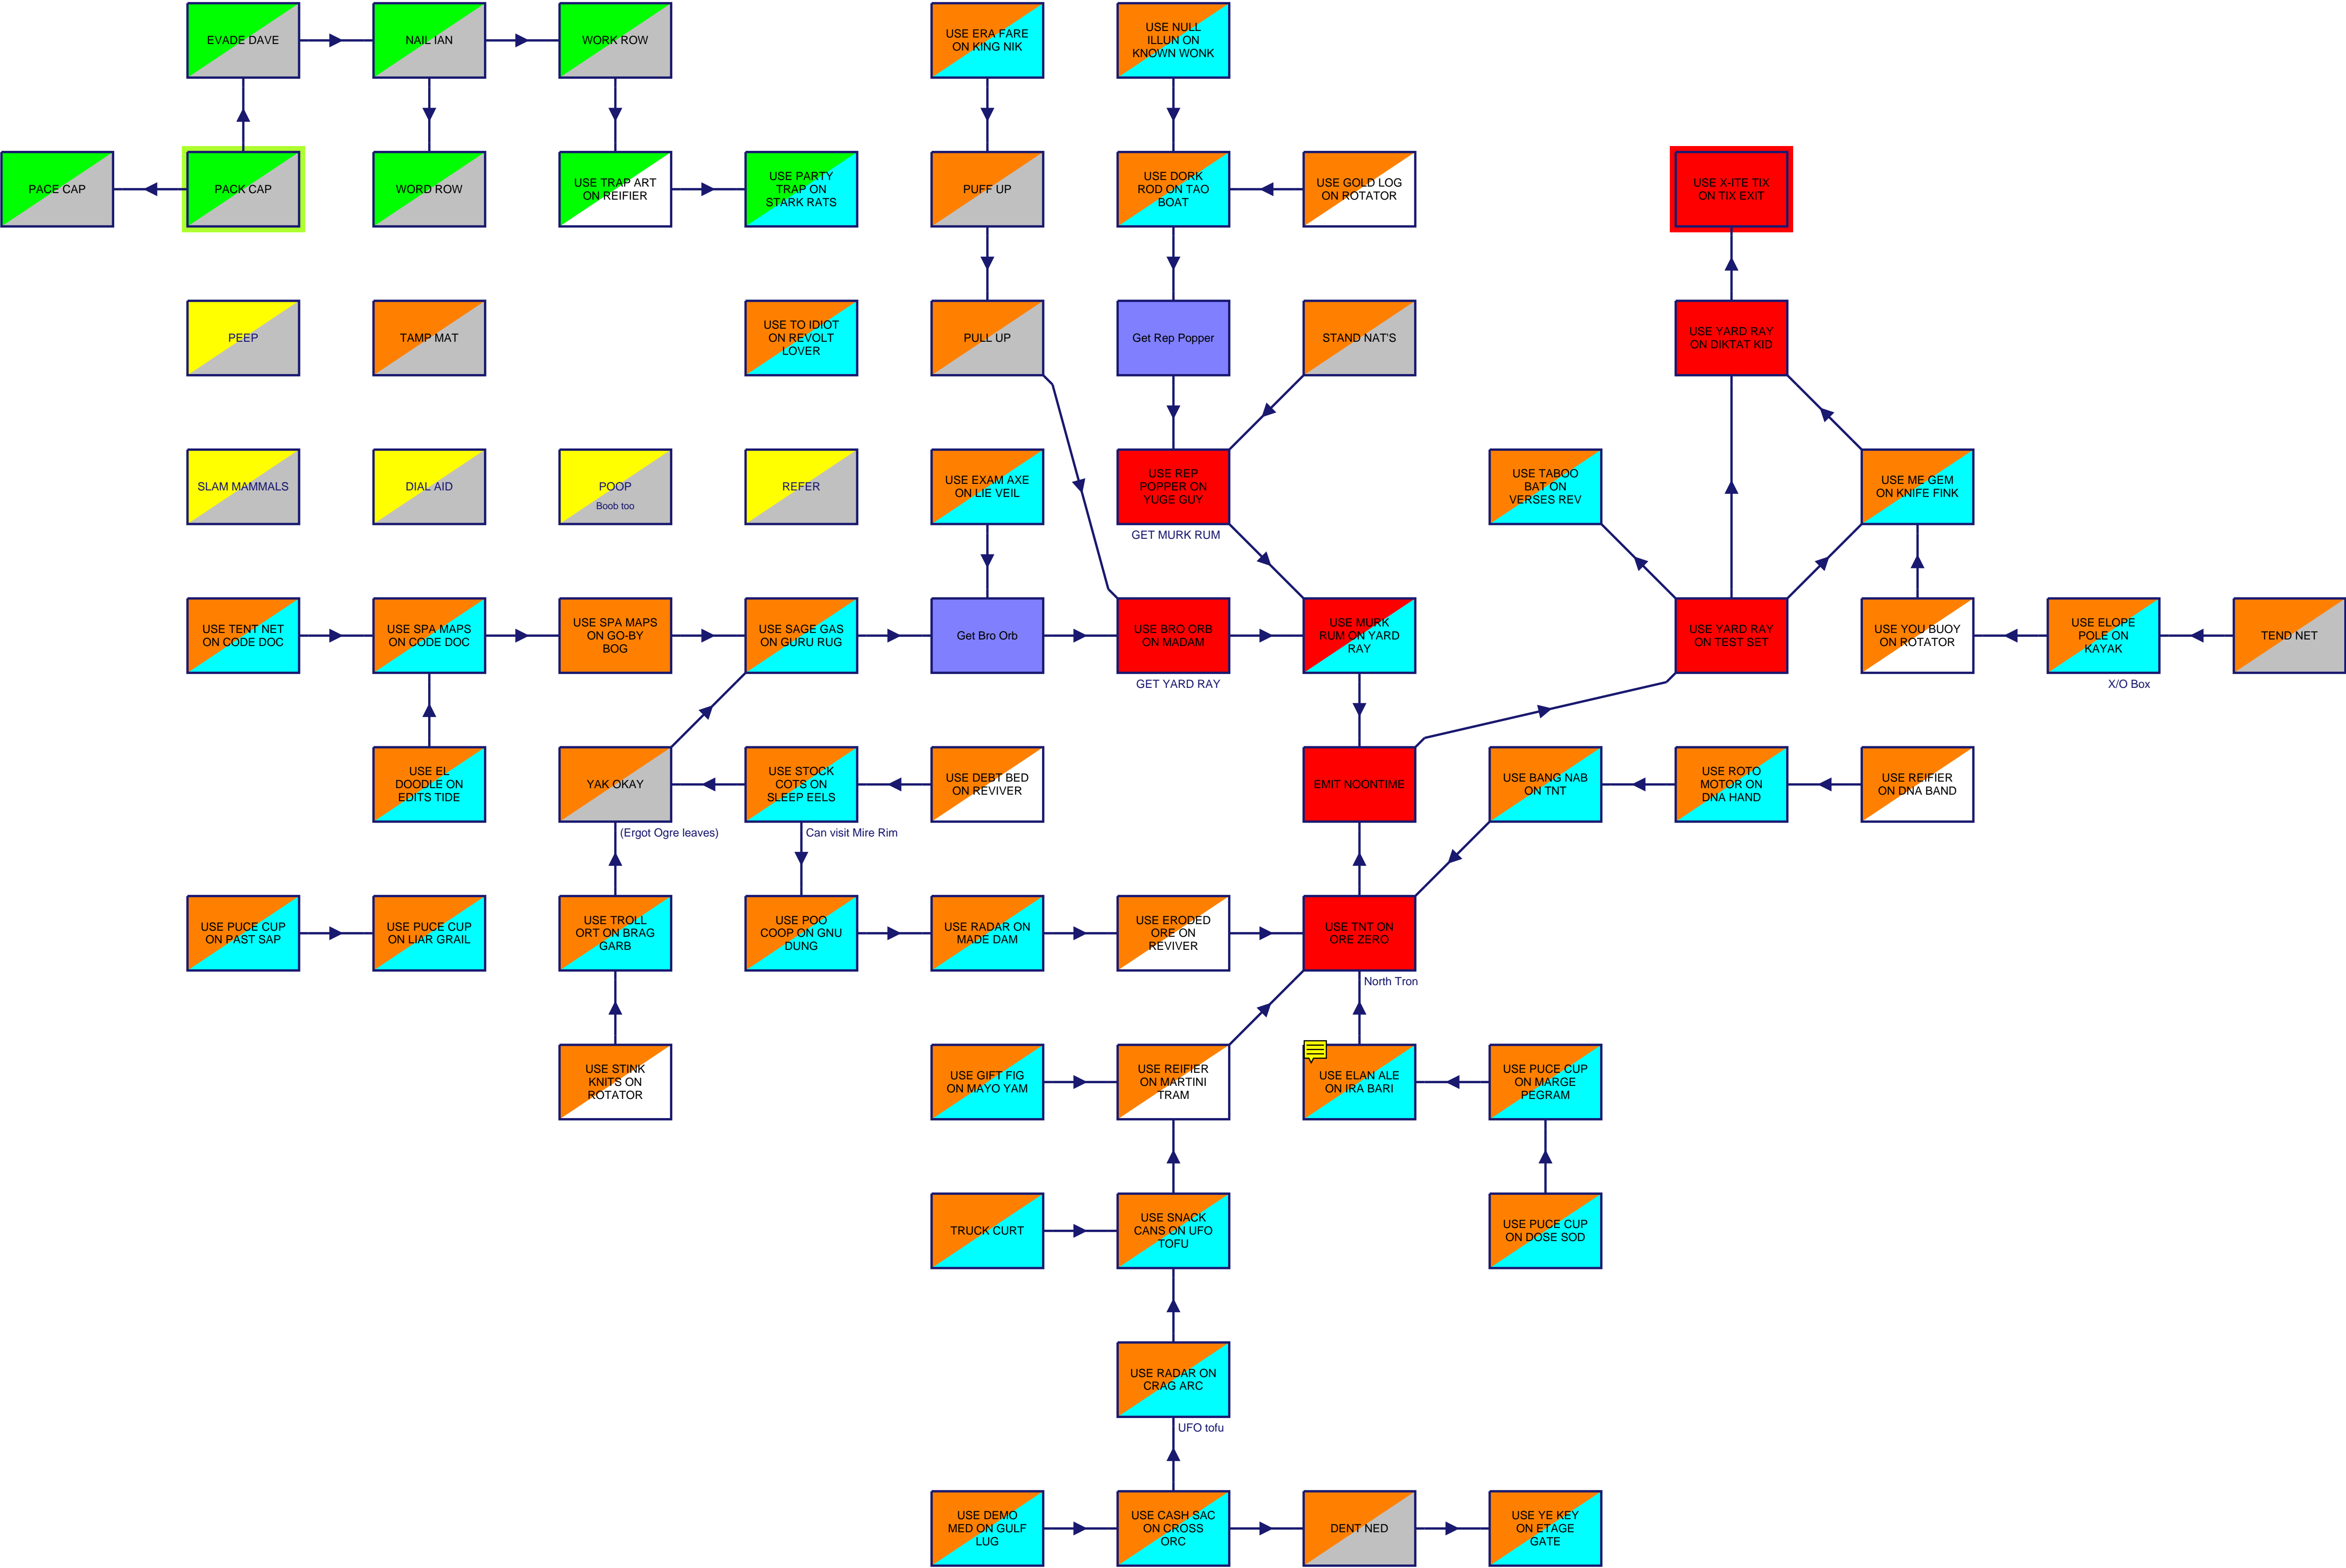 EVADE DAVE
NAIL IAN
WORK ROW
USE ERA FARE
ON KING NIK
USE NULL
ILLUN ON
KNOWN WONK
PACE CAP
PACK CAP
WORD ROW
USE TRAP ART
ON REIFIER
USE PARTY
TRAP ON
STARK RATS
PUFF UP
USE DORK
ROD ON TAO
BOAT
USE GOLD LOG
ON ROTATOR
USE X-ITE TIX
ON TIX EXIT
PEEP
TAMP MAT
USE TO IDIOT
ON REVOLT
LOVER
PULL UP
Get Rep Popper
STAND NAT'S
USE YARD RAY
ON DIKTAT KID
SLAM MAMMALS
DIAL AID
POOP
Boob too
REFER
USE EXAM AXE
ON LIE VEIL
USE REP
POPPER ON
YUGE GUY
GET MURK RUM
USE TABOO
BAT ON
VERSES REV
USE ME GEM
ON KNIFE FINK
USE TENT NET
ON CODE DOC
USE SPA MAPS
ON CODE DOC
USE SPA MAPS
ON GO-BY
BOG
USE SAGE GAS
ON GURU RUG
Get Bro Orb
USE BRO ORB
ON MADAM
GET YARD RAY
USE MURK
RUM ON YARD
RAY
USE YARD RAY
ON TEST SET
USE YOU BUOY
ON ROTATOR
USE ELOPE
POLE ON
KAYAK
X/O Box
TEND NET
USE EL
DOODLE ON
EDITS TIDE
YAK OKAY
(Ergot Ogre leaves)
USE STOCK
COTS ON
SLEEP EELS
Can visit Mire Rim
USE DEBT BED
ON REVIVER
EMIT NOONTIME
USE BANG NAB
ON TNT
USE ROTO
MOTOR ON
DNA HAND
USE REIFIER
ON DNA BAND
USE PUCE CUP
ON PAST SAP
USE PUCE CUP
ON LIAR GRAIL
USE TROLL
ORT ON BRAG
GARB
USE POO
COOP ON GNU
DUNG
USE RADAR ON
MADE DAM
USE ERODED
ORE ON
REVIVER
USE TNT ON
ORE ZERO
North Tron
USE STINK
KNITS ON
ROTATOR
USE GIFT FIG
ON MAYO YAM
USE REIFIER
ON MARTINI
TRAM
USE ELAN ALE
ON IRA BARI
USE PUCE CUP
ON MARGE
PEGRAM
TRUCK CURT
USE SNACK
CANS ON UFO
TOFU
USE PUCE CUP
ON DOSE SOD
USE RADAR ON
CRAG ARC
UFO tofu
USE DEMO
MED ON GULF
LUG
USE CASH SAC
ON CROSS
ORC
DENT NED
USE YE KEY
ON ETAGE
GATE